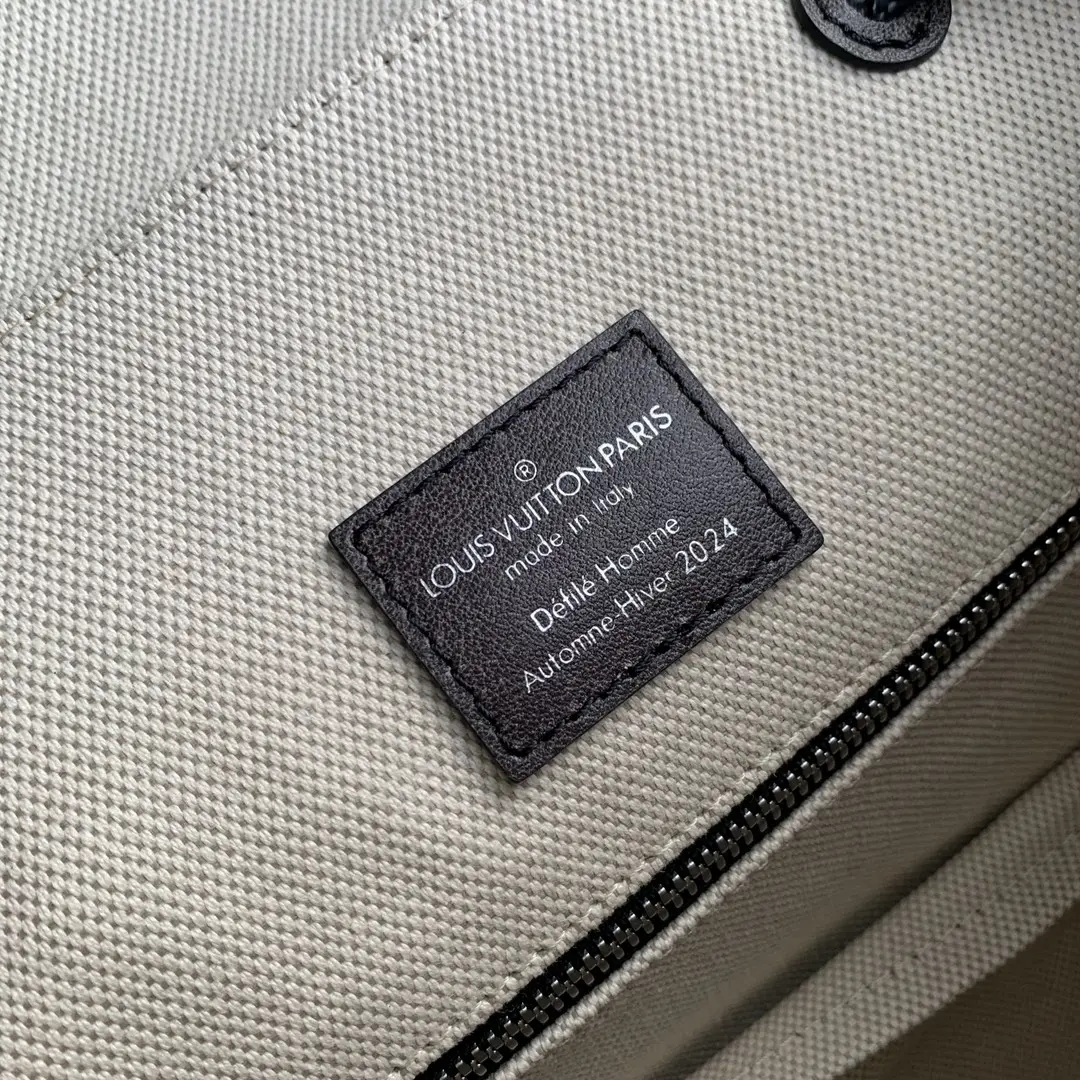 ®
LOUIS VUITTON PARIS
made in Italy
Défilé Homme
Automne-Hiver 2024